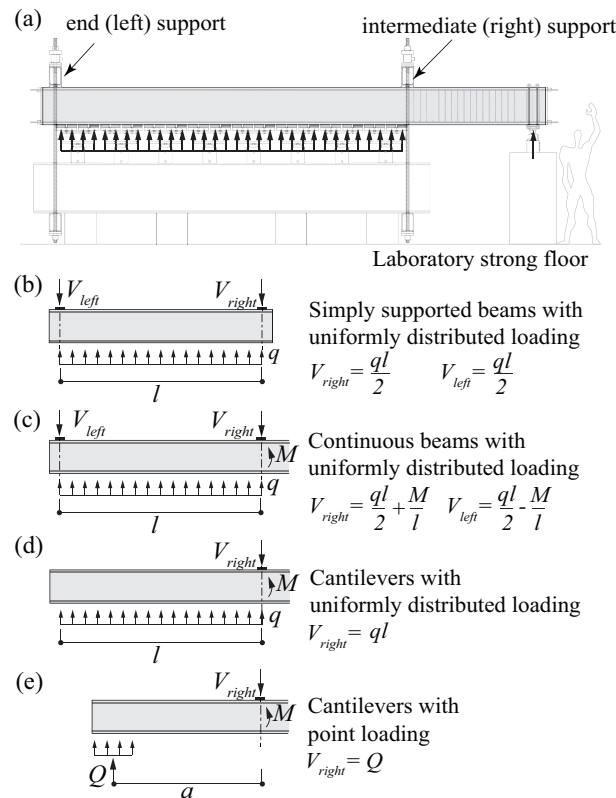 (a)
end (left) support
intermediate (right) support
Laboratory strong floor
(b)
V_left
V_right
q
l
Simply supported beams with
uniformly distributed loading
V_right = ql/2 V_left = ql/2
(c)
V_left
V_right
M
q
l
Continuous beams with
uniformly distributed loading
V_right = ql/2 + M/l V_left = ql/2 - M/l
(d)
V_right
M
q
l
Cantilevers with
uniformly distributed loading
V_right = ql
(e)
V_right
M
Q
a
Cantilevers with
point loading
V_right = Q